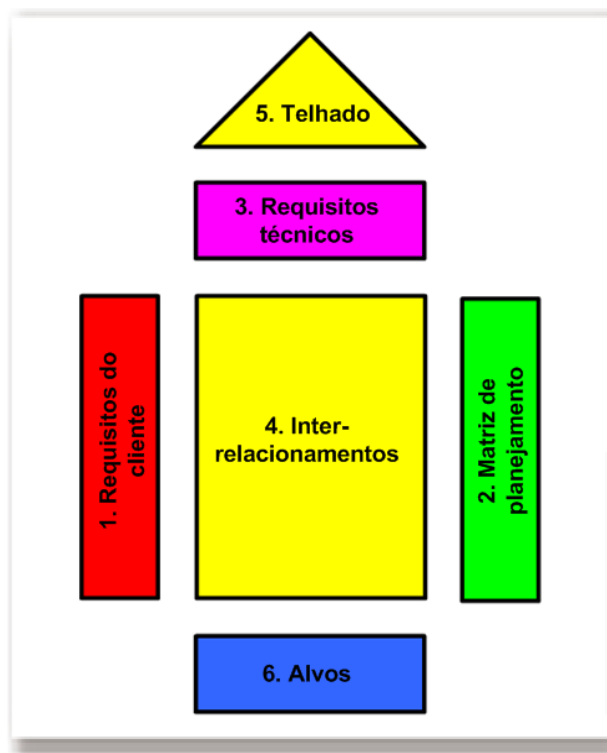 5. Telhado
3. Requisitos
técnicos
1. Requisitos do
cliente
4. Inter-
relacionamentos
2. Matriz de
planejamento
6. Alvos